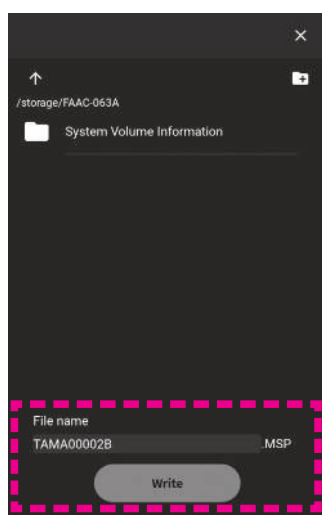 /storage/FAAC-063A
System Volume Information
File name
TAMA00002B .MSP
Write